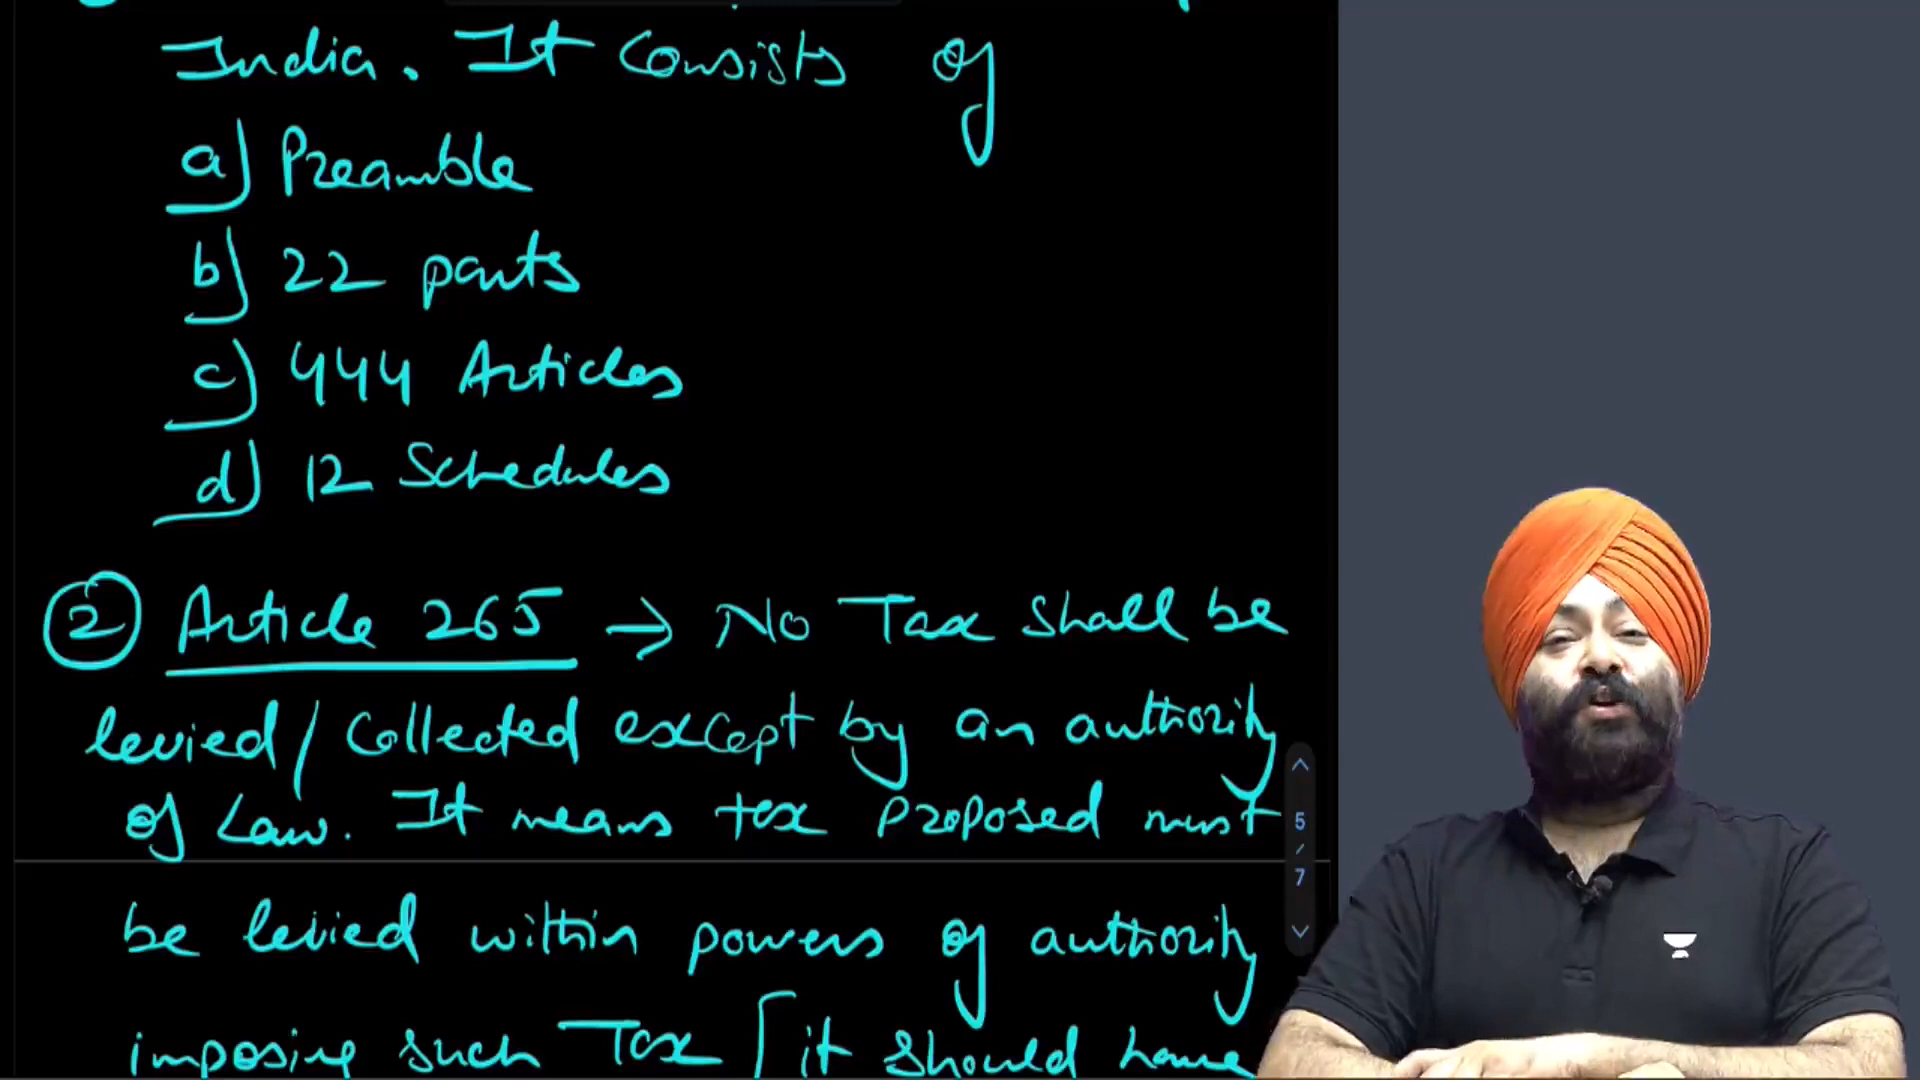 India. It consists of
a) Preamble
b) 22 parts
c) 444 Articles
d) 12 Schedules
② Article 265 → No Tax shall be
levied / collected except by an authority
of Law. It means tax proposed must
be levied within powers of authority
imposing such Tax [it should have
5
/
7